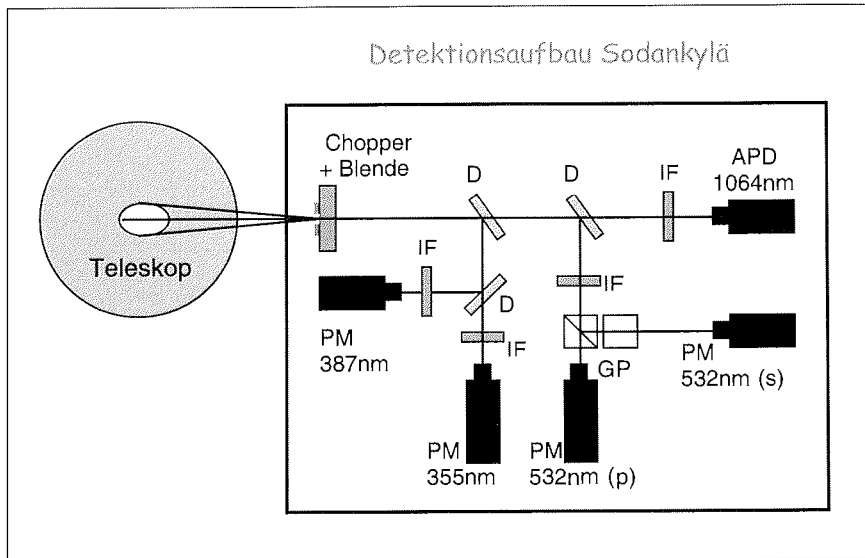 Detektionsaufbau Sodankylä
Chopper
+ Blende
D
D
IF
APD
1064nm
Teleskop
IF
D
IF
PM
387nm
IF
GP
PM
532nm (s)
PM
355nm
PM
532nm (p)